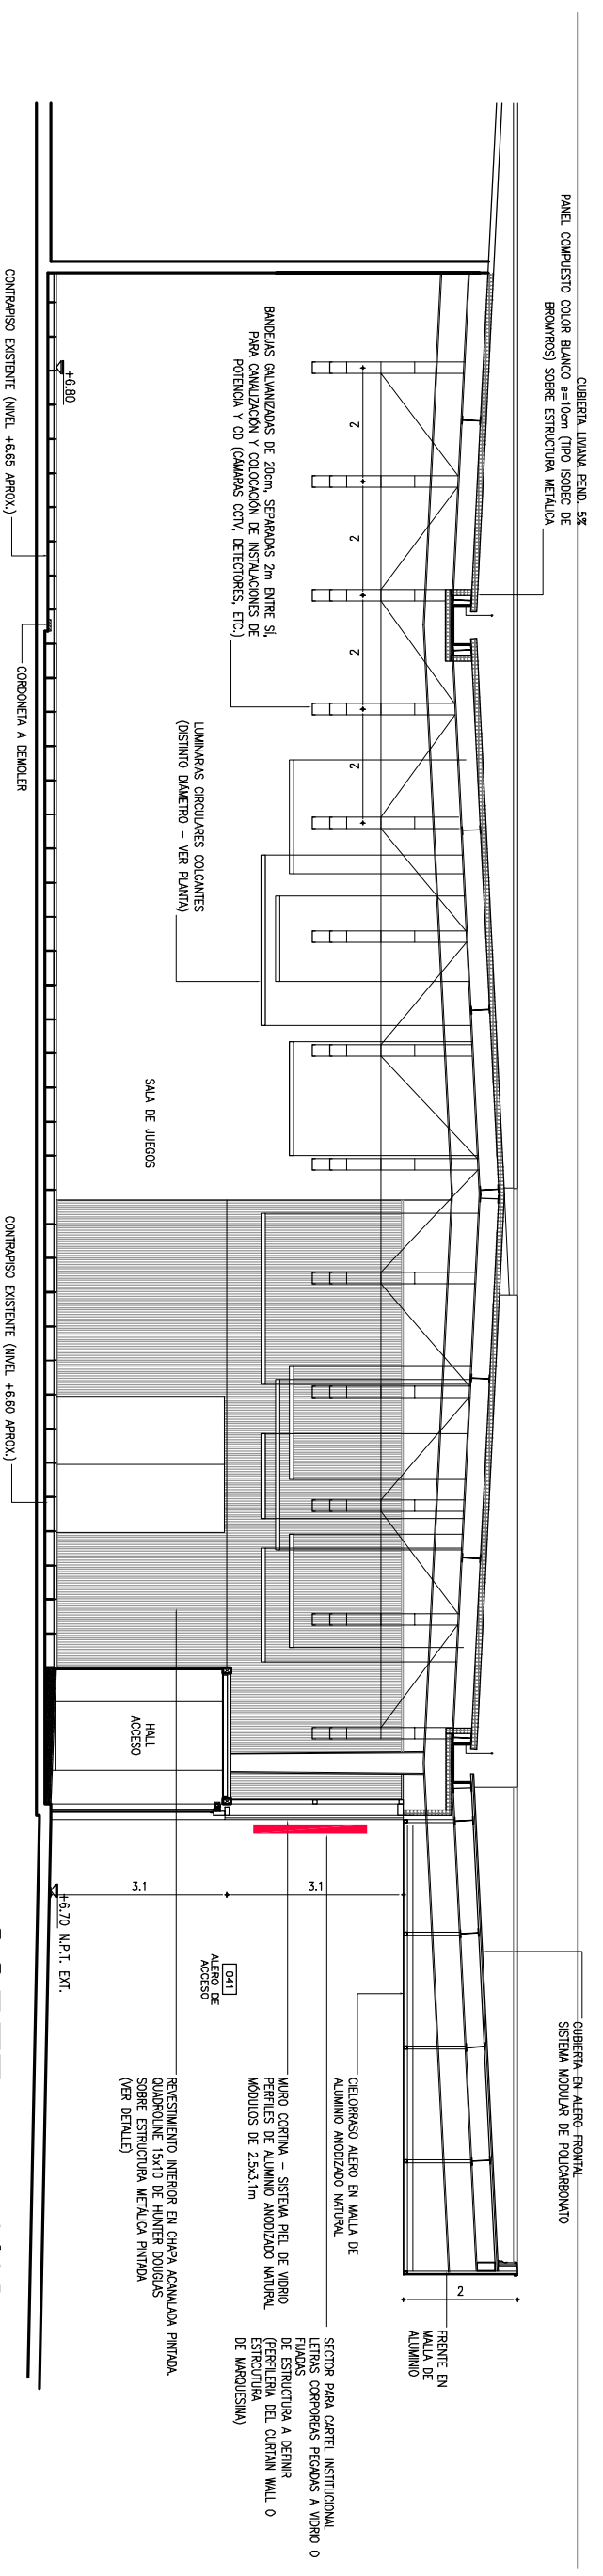 CUBIERTA LIVIANA PEND. 5%
PANEL COMPUESTO COLOR BLANCO e=10cm (TIPO ISODEC DE
BROMYROS) SOBRE ESTRUCTURA METÁLICA
CUBIERTA EN ALERO FRONTAL
SISTEMA MODULAR DE POLICARBONATO
2
2
2
2
BANDEJAS GALVANIZADAS DE 20cm, SEPARADAS 2m ENTRE SÍ,
PARA CANALIZACIÓN Y COLOCACIÓN DE INSTALACIONES DE
POTENCIA Y CD (CÁMARAS CCTV, DETECTORES, ETC.)
LUMINARIAS CIRCULARES COLGANTES
(DISTINTO DIÁMETRO - VER PLANTA)
SALA DE JUEGOS
HALL
ACCESO
3.1
3.1
2
FRENTE EN
MALLA DE
ALUMINIO
CIELORRASO ALERO EN MALLA DE
ALUMINIO ANODIZADO NATURAL
SECTOR PARA CARTEL INSTITUCIONAL
LETRAS CORPOREAS PEGADAS A VIDRIO O
FIJADAS
DE ESTRUCTURA A DEFINIR
(PERFILERIA DEL CURTAIN WALL O
ESTRCUTURA
DE MARQUESINA)
MURO CORTINA - SISTEMA PIEL DE VIDRIO
PERFILES DE ALUMINIO ANODIZADO NATURAL
MÓDULOS DE 2.5x3.1m
D41
ALERO DE
ACCESO
REVESTIMIENTO INTERIOR EN CHAPA ACANALADA PINTADA.
QUADROLINE 15x10 DE HUNTER DOUGLAS
SOBRE ESTRUCTURA METÁLICA PINTADA
(VER DETALLE)
+6.80
+6.70 N.P.T. EXT.
CONTRAPISO EXISTENTE (NIVEL +6.65 APROX.)
CORDONETA A DEMOLER
CONTRAPISO EXISTENTE (NIVEL +6.60 APROX.)